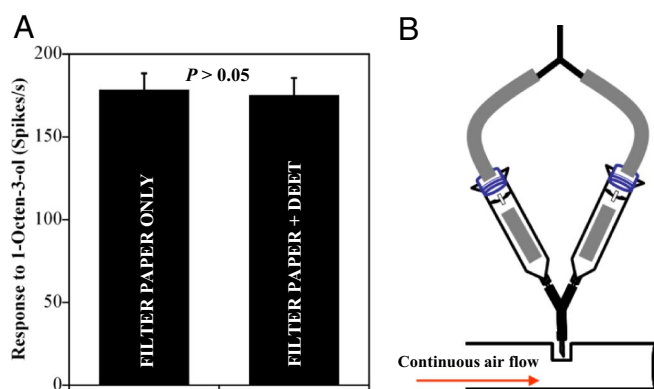 A
Response to 1-Octen-3-ol (Spikes/s)
200
150
100
50
0
P > 0.05
FILTER PAPER ONLY
FILTER PAPER + DEET
B
Continuous air flow